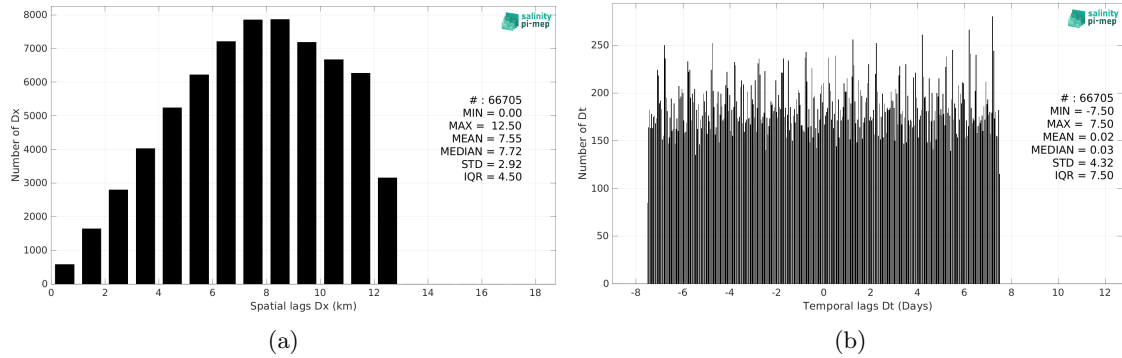 salinity
pi-mep
# : 66705
MIN = 0.00
MAX = 12.50
MEAN = 7.55
MEDIAN = 7.72
STD = 2.92
IQR = 4.50
Number of Dx
8000
7000
6000
5000
4000
3000
2000
1000
0
0 2 4 6 8 10 12 14 16 18
Spatial lags Dx (km)
(a)
salinity
pi-mep
# : 66705
MIN = -7.50
MAX = 7.50
MEAN = 0.02
MEDIAN = 0.03
STD = 4.32
IQR = 7.50
Number of Dt
250
200
150
100
50
0
-8 -6 -4 -2 0 2 4 6 8 10 12
Temporal lags Dt (Days)
(b)